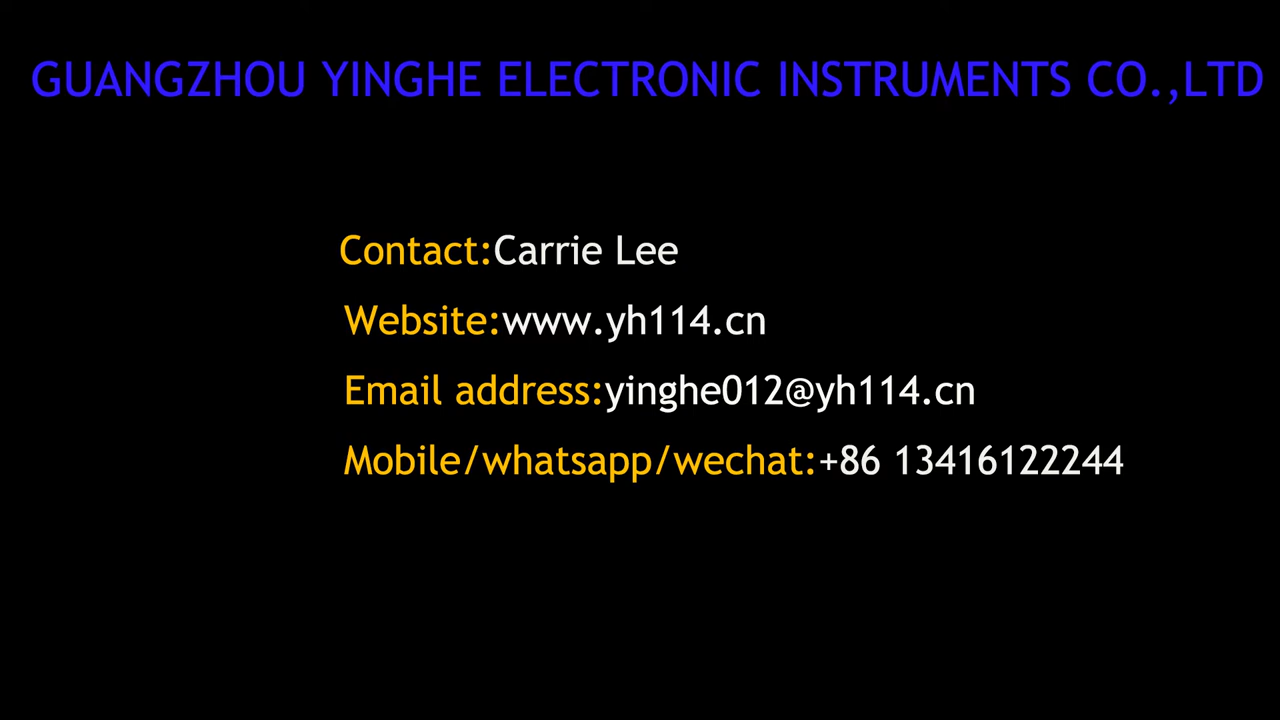 GUANGZHOU YINGHE ELECTRONIC INSTRUMENTS CO.,LTD
Contact:Carrie Lee
Website:www.yh114.cn
Email address:yinghe012@yh114.cn
Mobile/whatsapp/wechat:+86 13416122244